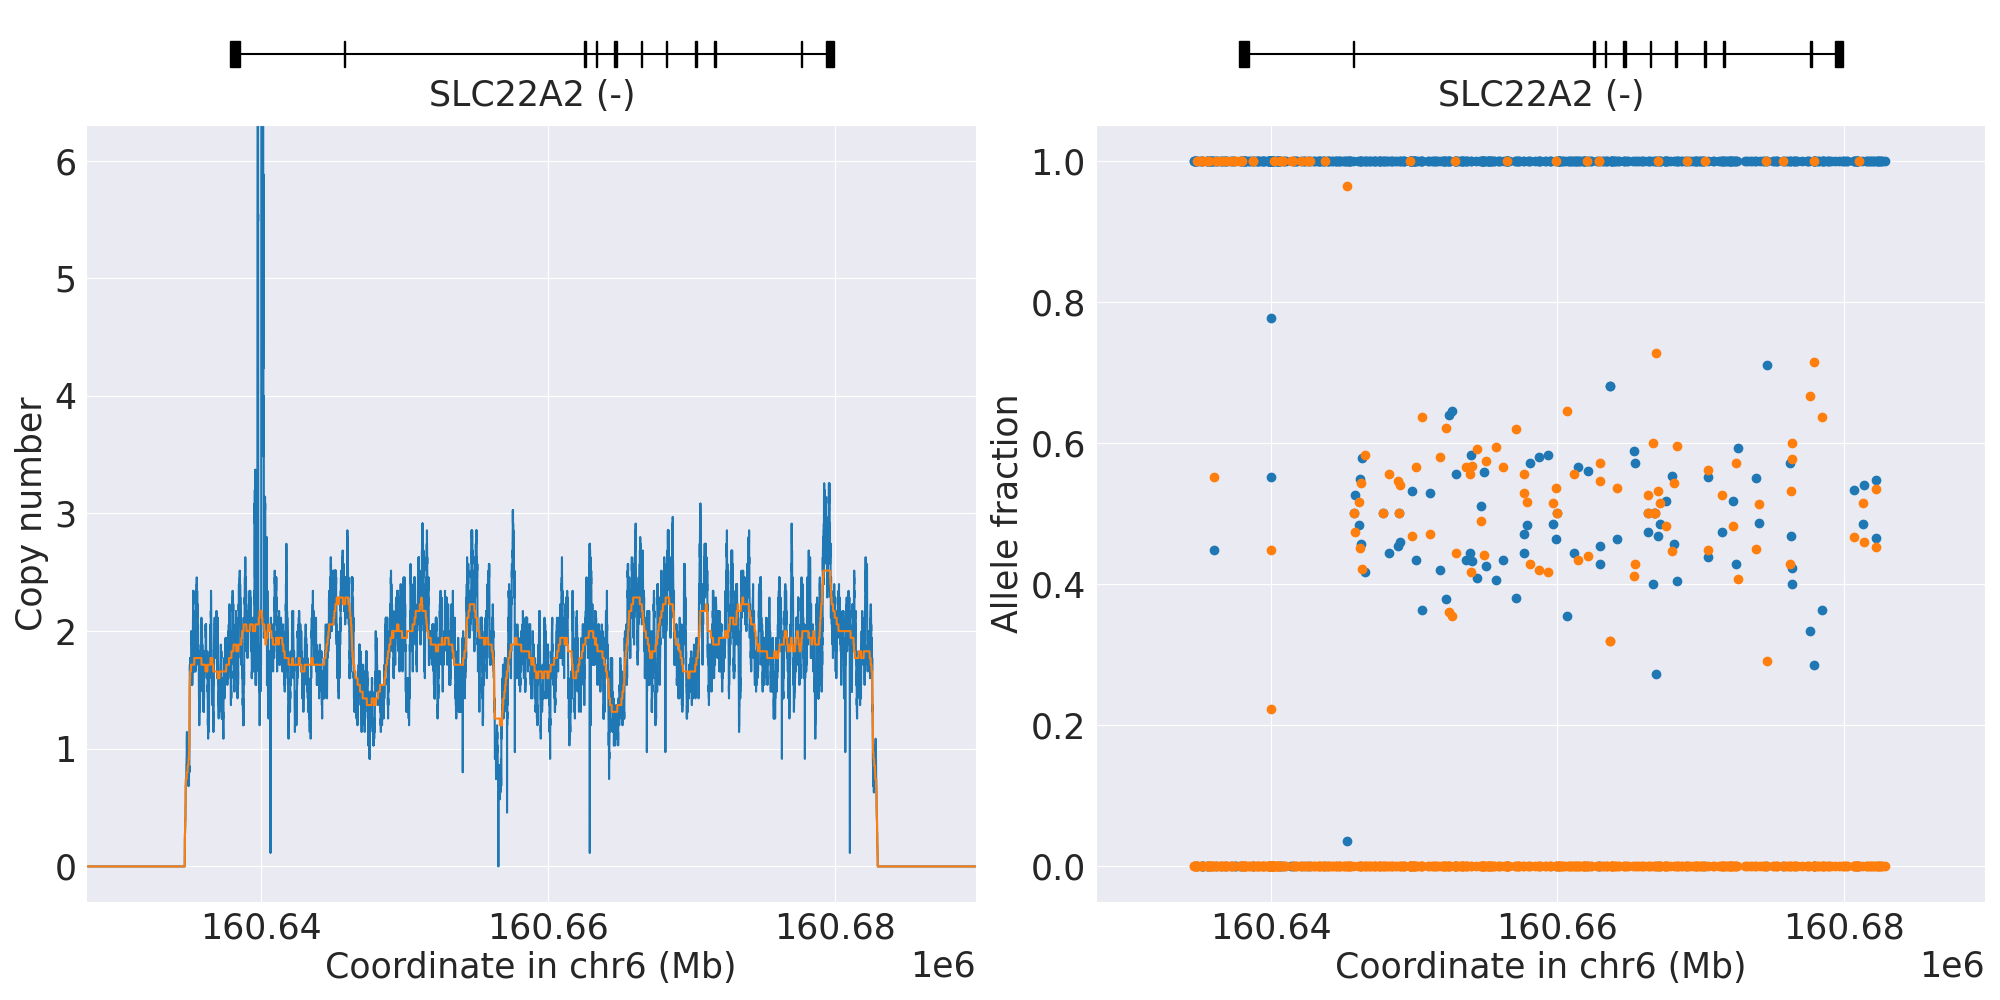 SLC22A2 (-)
6
5
4
3
2
1
0
Copy number
160.64
160.66
160.68
Coordinate in chr6 (Mb)
1e6
SLC22A2 (-)
1.0
0.8
0.6
0.4
0.2
0.0
Allele fraction
160.64
160.66
160.68
Coordinate in chr6 (Mb)
1e6